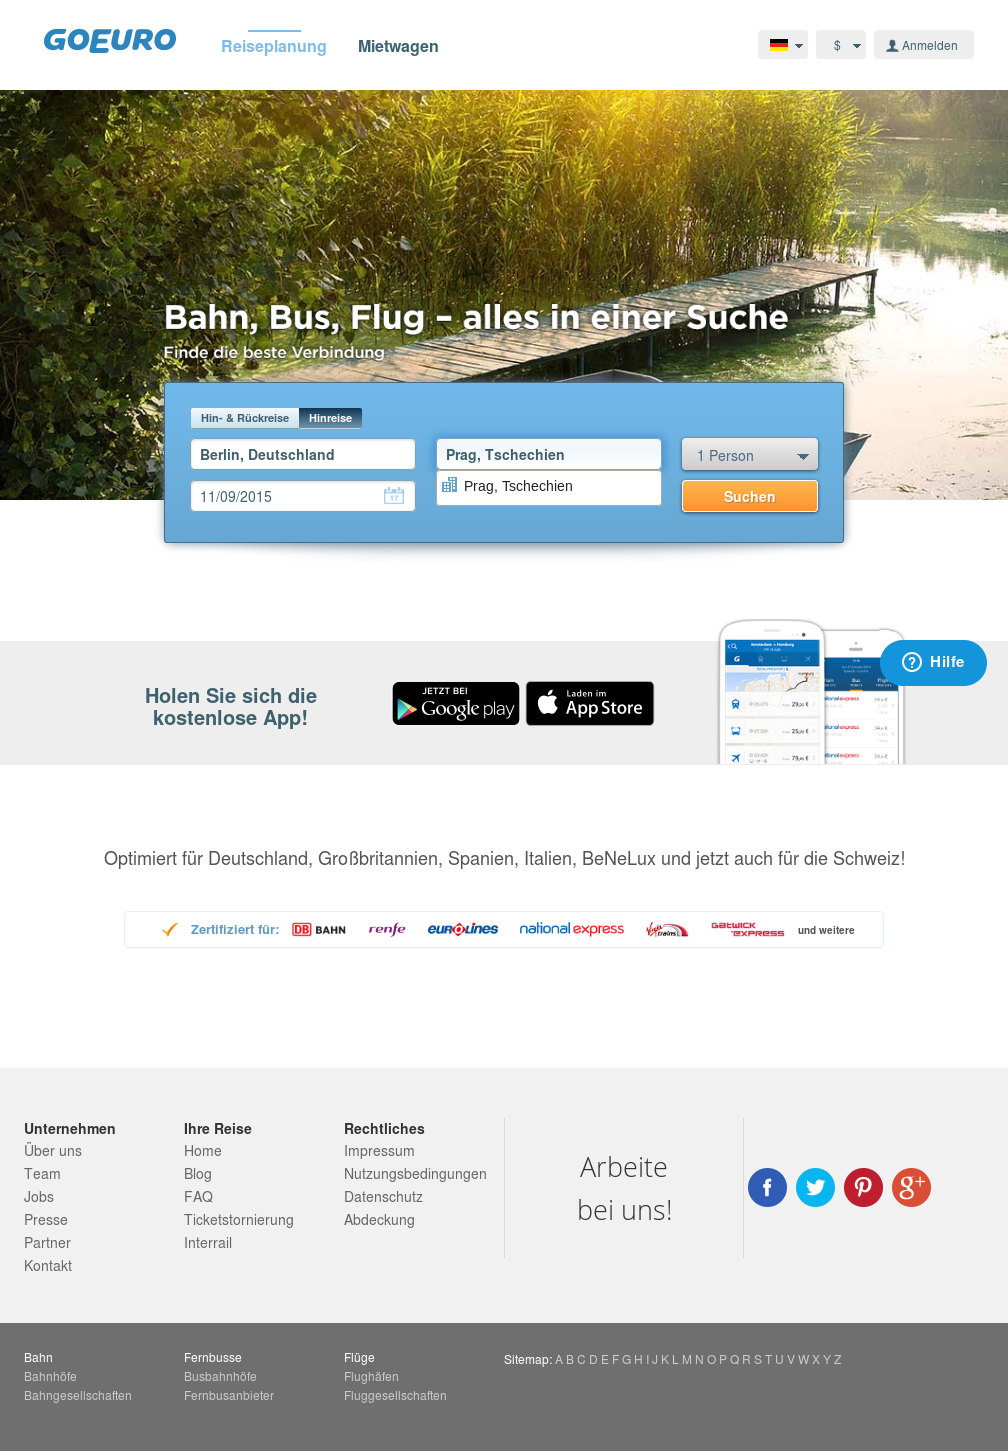 GOEURO
Reiseplanung Mietwagen
$ Anmelden
Bahn, Bus, Flug – alles in einer Suche
Finde die beste Verbindung
Hin- & Rückreise Hinreise
Berlin, Deutschland Prag, Tschechien 1 Person
11/09/2015 17 Prag, Tschechien Suchen
Hilfe
Holen Sie sich die
kostenlose App!
JETZT BEI
Google play
Laden im
App Store
Optimiert für Deutschland, Großbritannien, Spanien, Italien, BeNeLux und jetzt auch für die Schweiz!
Zertifiziert für: DB BAHN renfe EUROLINES national express Virgin trains GATWICK EXPRESS und weitere
Unternehmen
Über uns
Team
Jobs
Presse
Partner
Kontakt
Ihre Reise
Home
Blog
FAQ
Ticketstornierung
Interrail
Rechtliches
Impressum
Nutzungsbedingungen
Datenschutz
Abdeckung
Arbeite
bei uns!
Bahn
Bahnhöfe
Bahngesellschaften
Fernbusse
Busbahnhöfe
Fernbusanbieter
Flüge
Flughäfen
Fluggesellschaften
Sitemap: A B C D E F G H I J K L M N O P Q R S T U V W X Y Z